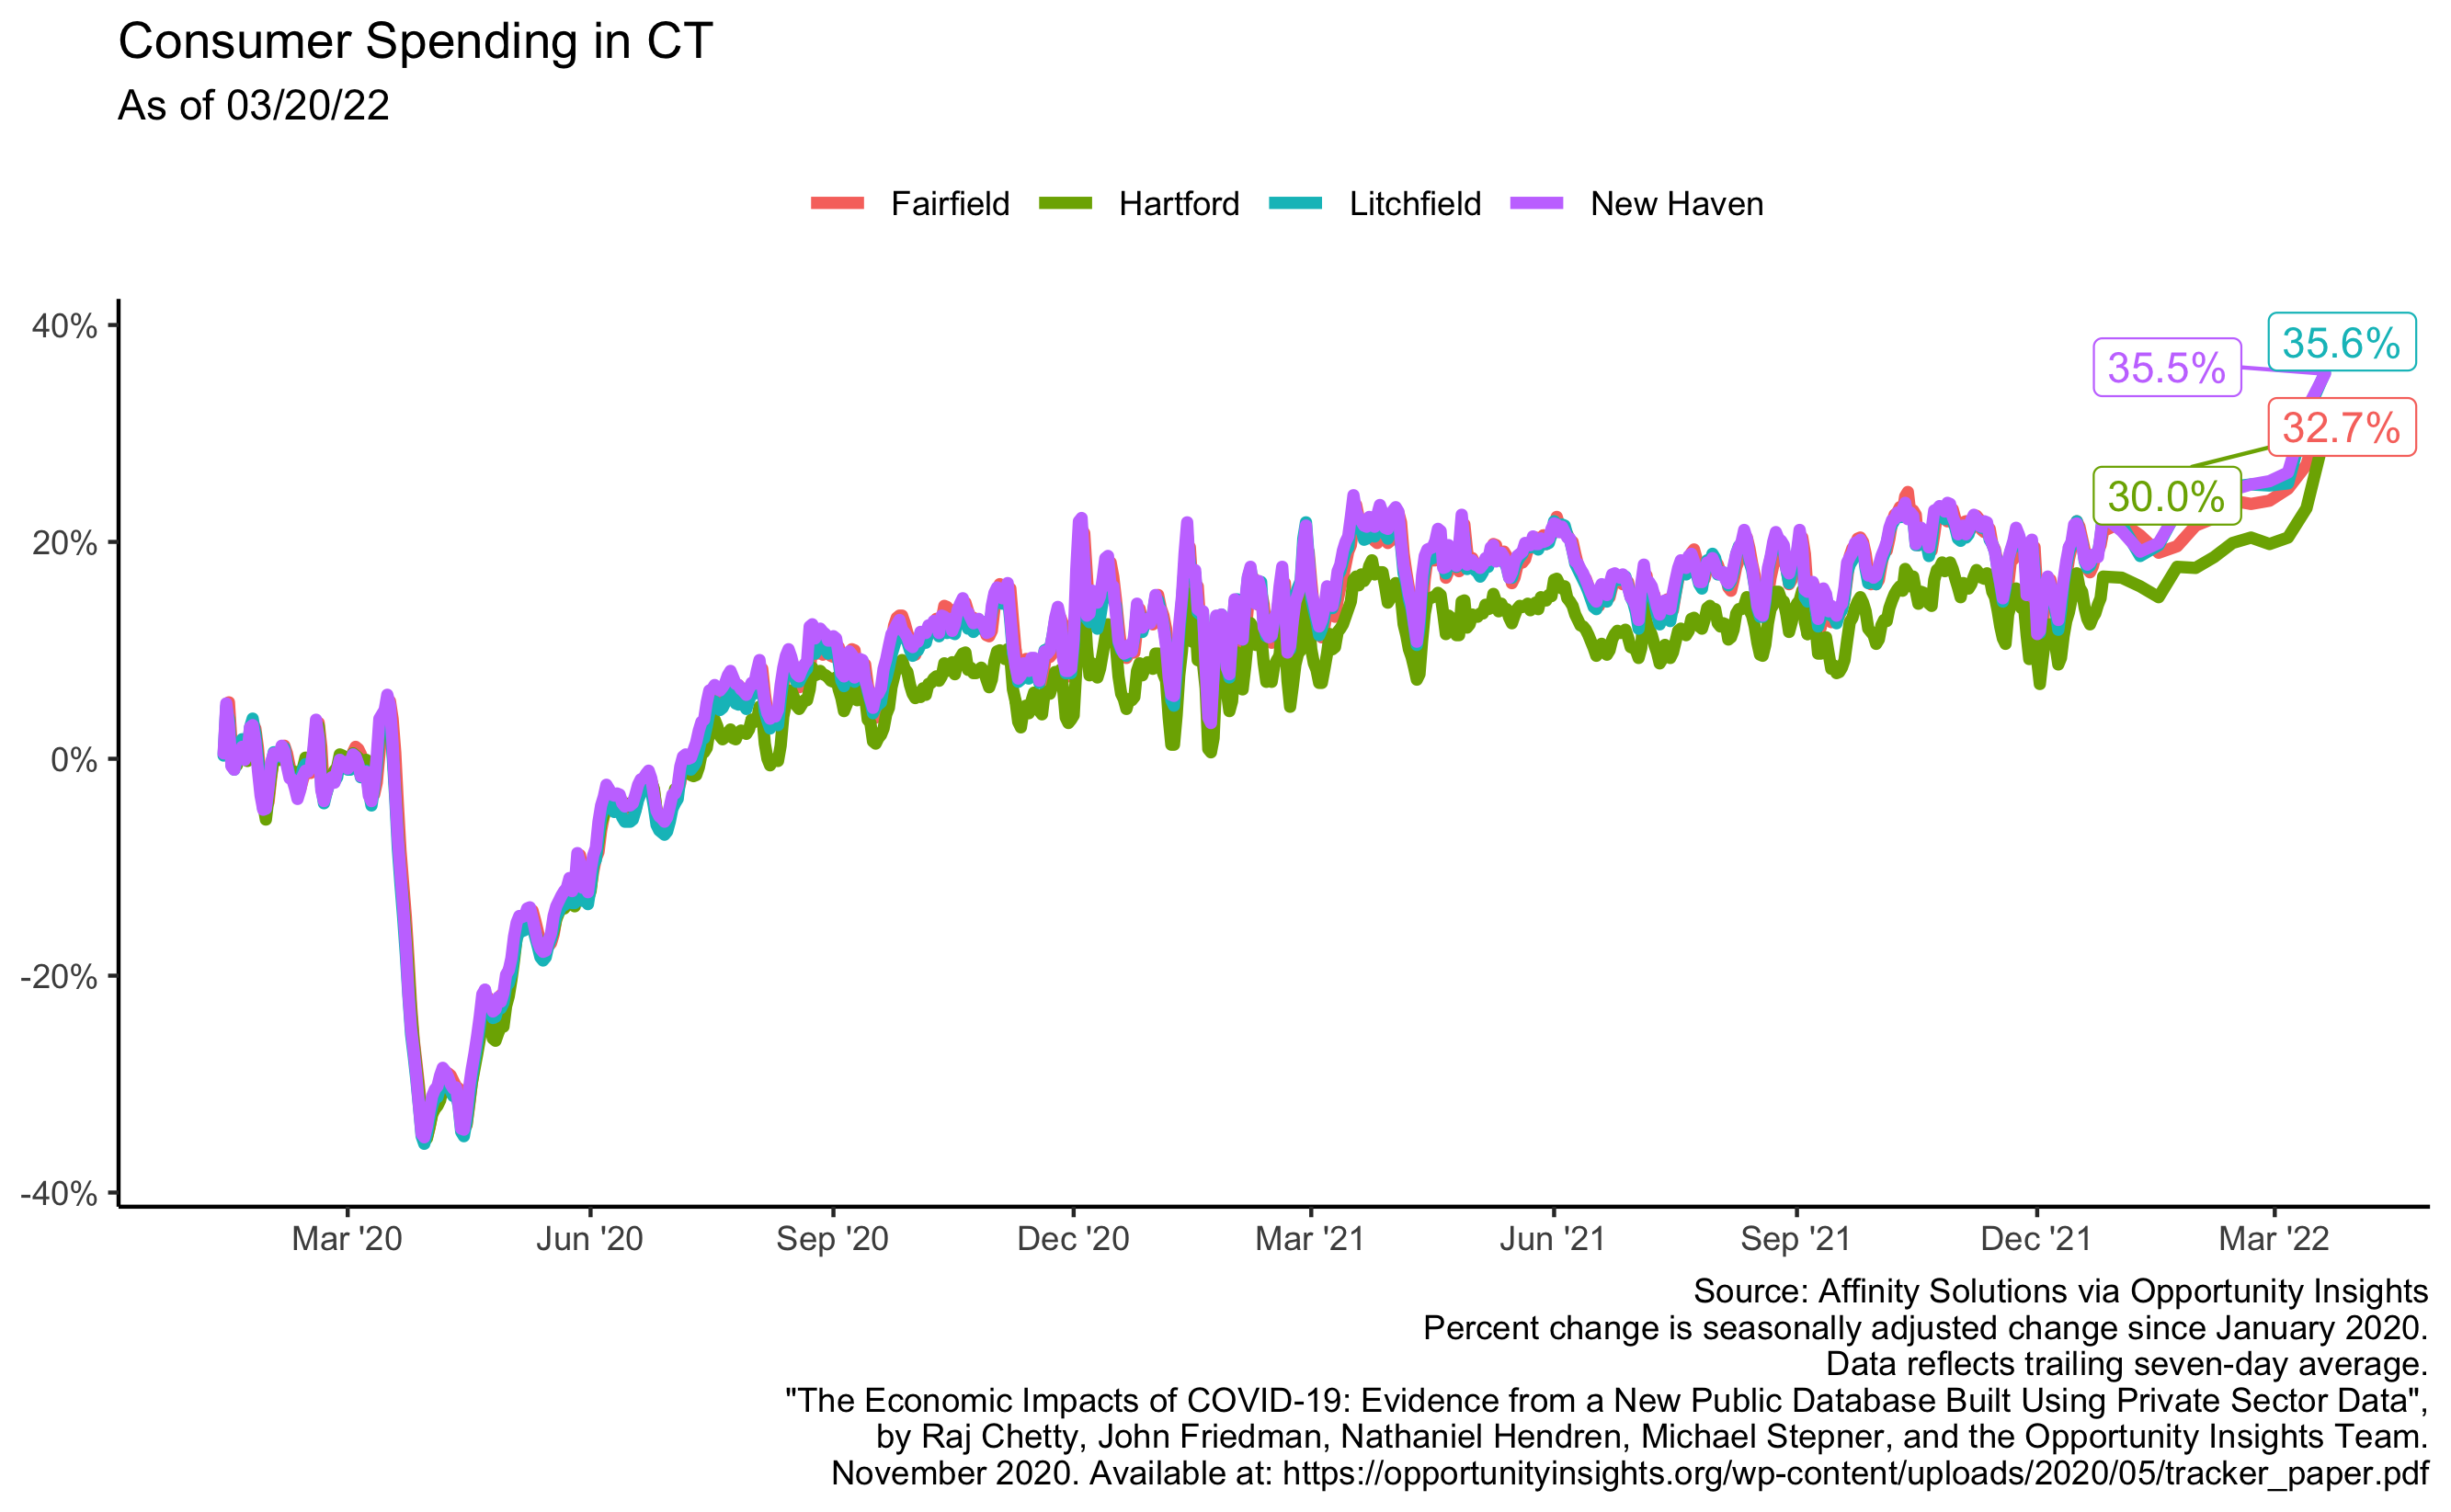 Consumer Spending in CT
As of 03/20/22
Fairfield Hartford Litchfield New Haven
40%
20%
0%
-20%
-40%
35.6%
35.5%
32.7%
30.0%
Mar '20 Jun '20 Sep '20 Dec '20 Mar '21 Jun '21 Sep '21 Dec '21 Mar '22
Source: Affinity Solutions via Opportunity Insights
Percent change is seasonally adjusted change since January 2020.
Data reflects trailing seven-day average.
"The Economic Impacts of COVID-19: Evidence from a New Public Database Built Using Private Sector Data",
by Raj Chetty, John Friedman, Nathaniel Hendren, Michael Stepner, and the Opportunity Insights Team.
November 2020. Available at: https://opportunityinsights.org/wp-content/uploads/2020/05/tracker_paper.pdf